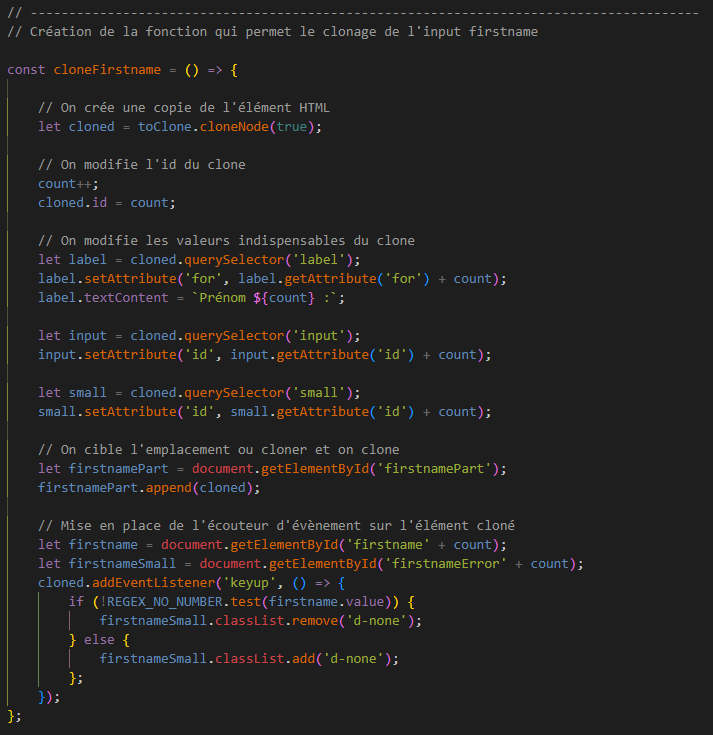 // ---------------------------------------------------------------------------------------
// Création de la fonction qui permet le clonage de l'input firstname
const cloneFirstname = () => {
// On crée une copie de l'élément HTML
let cloned = toClone.cloneNode(true);
// On modifie l'id du clone
count++;
cloned.id = count;
// On modifie les valeurs indispensables du clone
let label = cloned.querySelector('label');
label.setAttribute('for', label.getAttribute('for') + count);
label.textContent = `Prénom ${count} :`;
let input = cloned.querySelector('input');
input.setAttribute('id', input.getAttribute('id') + count);
let small = cloned.querySelector('small');
small.setAttribute('id', small.getAttribute('id') + count);
// On cible l'emplacement ou cloner et on clone
let firstnamePart = document.getElementById('firstnamePart');
firstnamePart.append(cloned);
// Mise en place de l'écouteur d'évènement sur l'élément cloné
let firstname = document.getElementById('firstname' + count);
let firstnameSmall = document.getElementById('firstnameError' + count);
cloned.addEventListener('keyup', () => {
if (!REGEX_NO_NUMBER.test(firstname.value)) {
firstnameSmall.classList.remove('d-none');
} else {
firstnameSmall.classList.add('d-none');
};
});
};